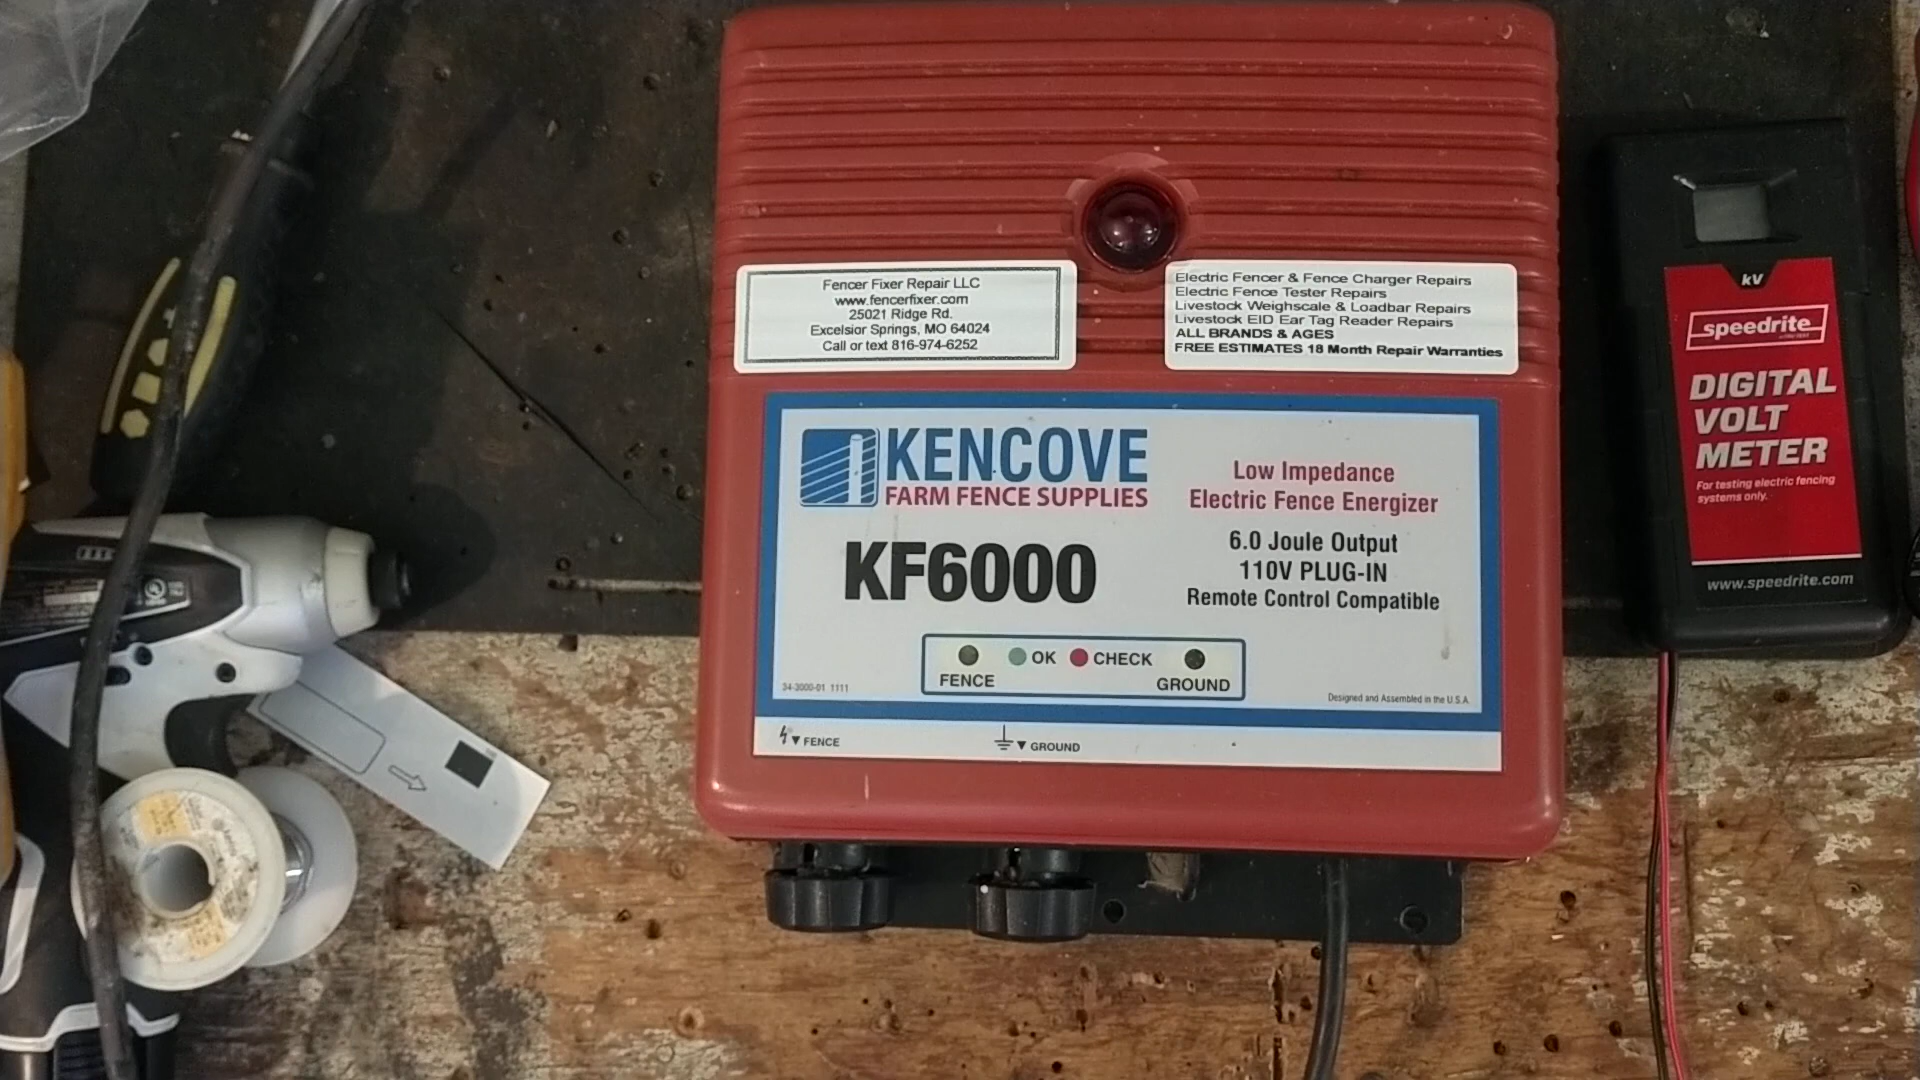 Fencer Fixer Repair LLC
www.fencerfixer.com
25021 Ridge Rd.
Excelsior Springs, MO 64024
Call or text 816-974-6252
Electric Fencer & Fence Charger Repairs
Electric Fence Tester Repairs
Livestock Weighscale & Loadbar Repairs
Livestock EID Ear Tag Reader Repairs
ALL BRANDS & AGES
FREE ESTIMATES 18 Month Repair Warranties
KENCOVE
FARM FENCE SUPPLIES
KF6000
Low Impedance
Electric Fence Energizer
6.0 Joule Output
110V PLUG-IN
Remote Control Compatible
OK CHECK
FENCE GROUND
34-3000-01 1111
Designed and Assembled in the U.S.A.
FENCE GROUND
kV
speedrite
DIGITAL
VOLT
METER
For testing electric fencing
systems only.
www.speedrite.com